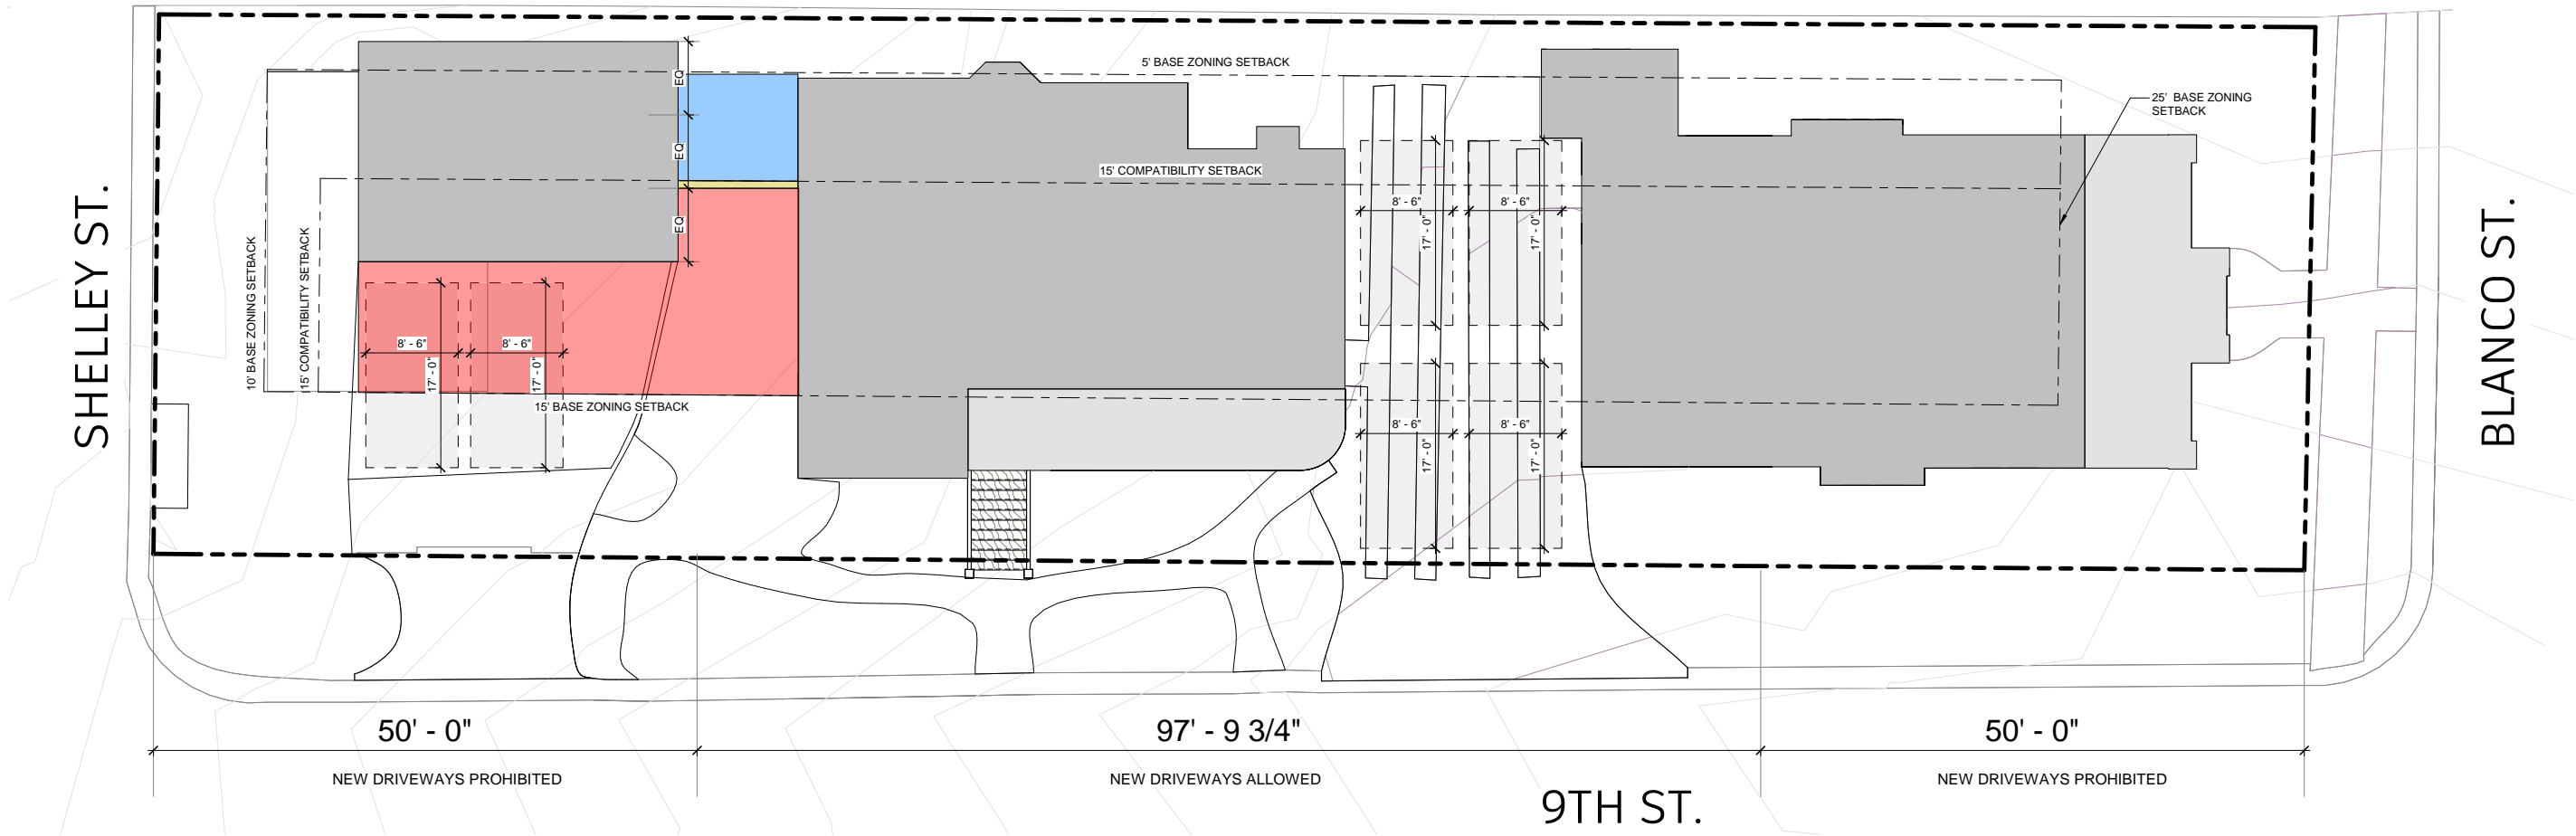 5' BASE ZONING SETBACK
EQ
25'  BASE ZONING
SETBACK
EQ
15' COMPATIBILITY SETBACK
8' - 6"
8' - 6"
EQ
17' - 0"
17' - 0"
SHELLEY ST.
10' BASE ZONING SETBACK
15' COMPATIBILITY SETBACK
BLANCO ST.
8' - 6"
8' - 6"
17' - 0"
17' - 0"
15' BASE ZONING SETBACK
8' - 6"
8' - 6"
17' - 0"
17' - 0"
50' - 0"
97' - 9 3/4"
50' - 0"
NEW DRIVEWAYS PROHIBITED
NEW DRIVEWAYS ALLOWED
NEW DRIVEWAYS PROHIBITED
9TH ST.